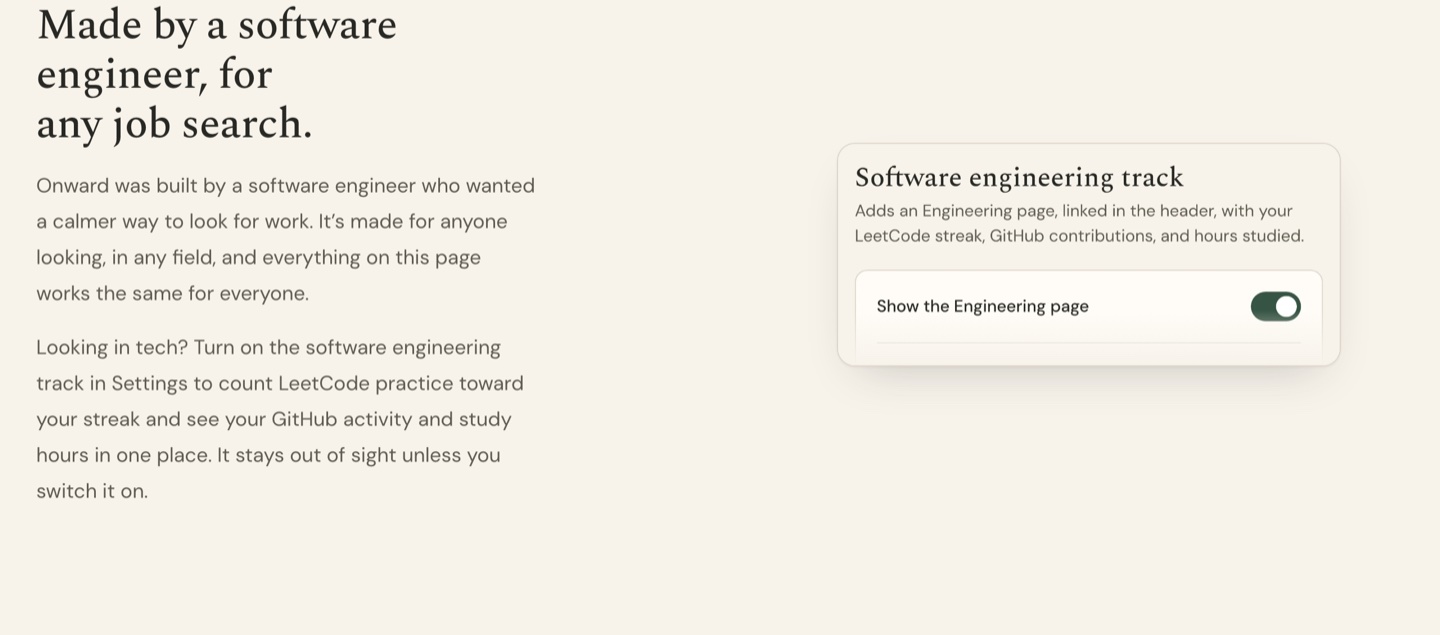 Made by a software
engineer, for
any job search.
Onward was built by a software engineer who wanted
a calmer way to look for work. It’s made for anyone
looking, in any field, and everything on this page
works the same for everyone.
Looking in tech? Turn on the software engineering
track in Settings to count LeetCode practice toward
your streak and see your GitHub activity and study
hours in one place. It stays out of sight unless you
switch it on.
Software engineering track
Adds an Engineering page, linked in the header, with your
LeetCode streak, GitHub contributions, and hours studied.
Show the Engineering page